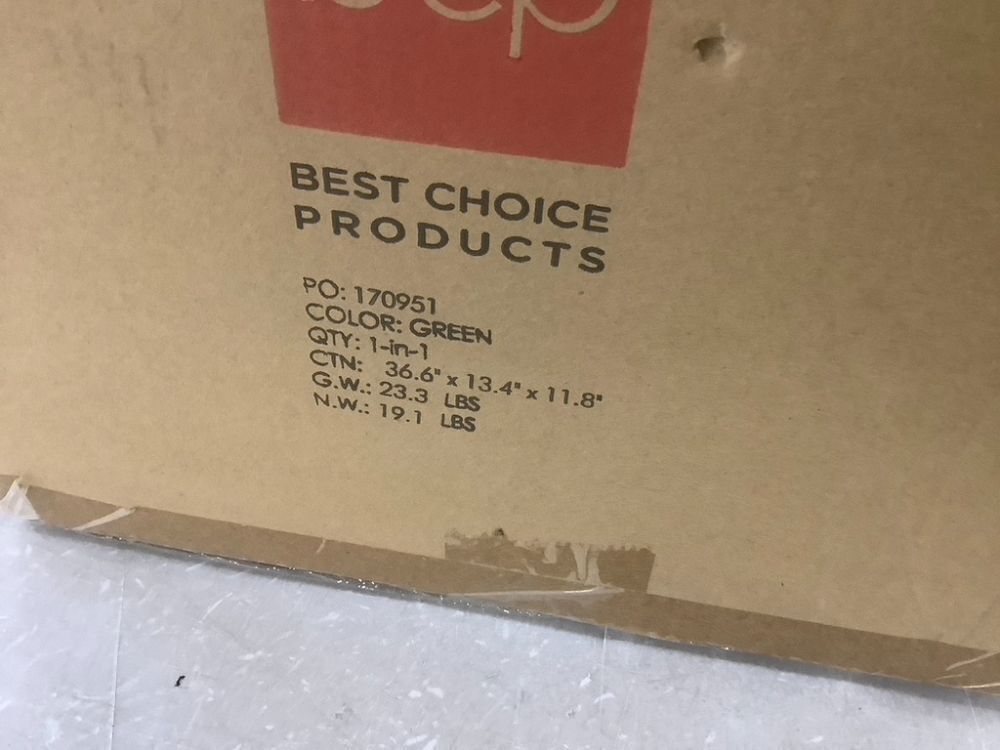 bcp
BEST CHOICE
PRODUCTS
PO: 170951
COLOR: GREEN
QTY: 1-in-1
CTN: 36.6" x 13.4" x 11.8"
G.W.: 23.3 LBS
N.W.: 19.1 LBS